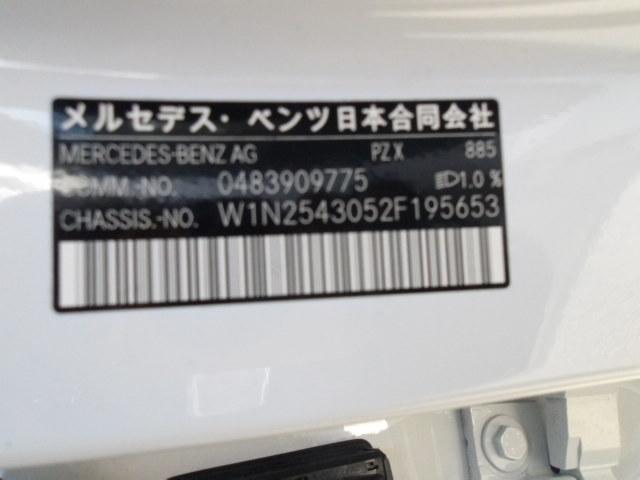 メルセデス・ベンツ日本合同会社
MERCEDES-BENZ AG PZX 885
COMM.-NO. 0483909775 1.0 %
CHASSIS.-NO. W1N2543052F195653